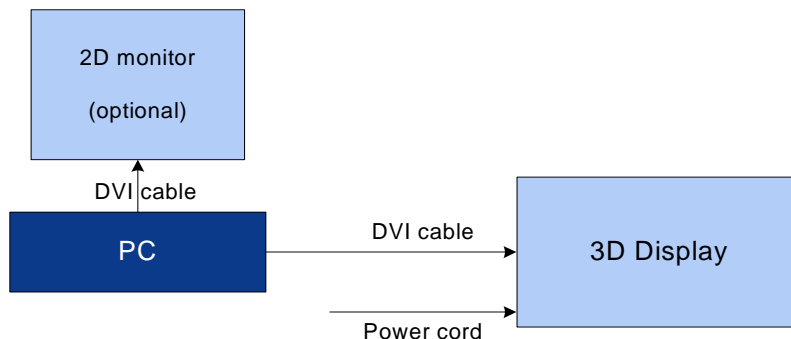 2D monitor
(optional)
DVI cable
PC
DVI cable
3D Display
Power cord